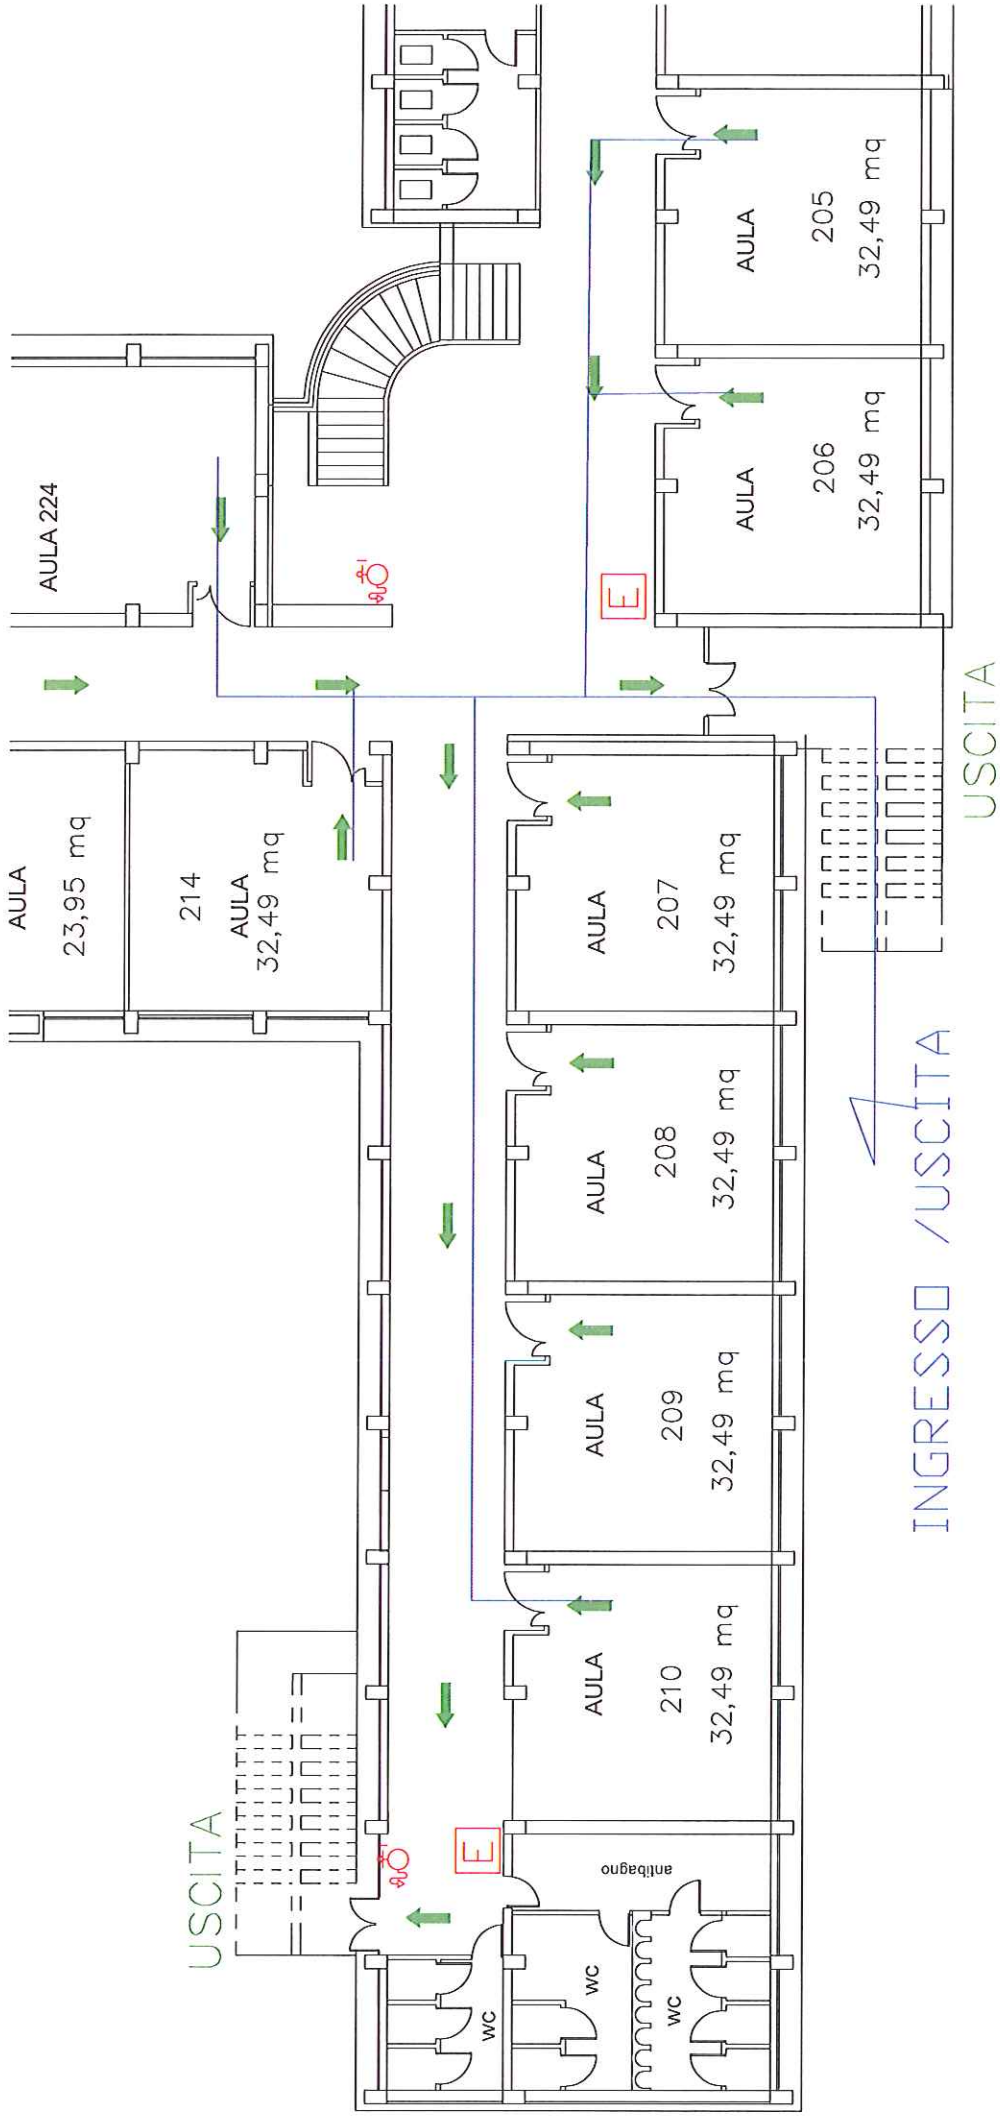 AULA 224
AULA
23,95 mq
214
AULA
32,49 mq
AULA
205
32,49 mq
AULA
206
32,49 mq
E
USCITA
AULA
207
32,49 mq
AULA
208
32,49 mq
AULA
209
32,49 mq
AULA
210
32,49 mq
INGRESSO /USCITA
USCITA
E
antibagno
WC
WC
WC